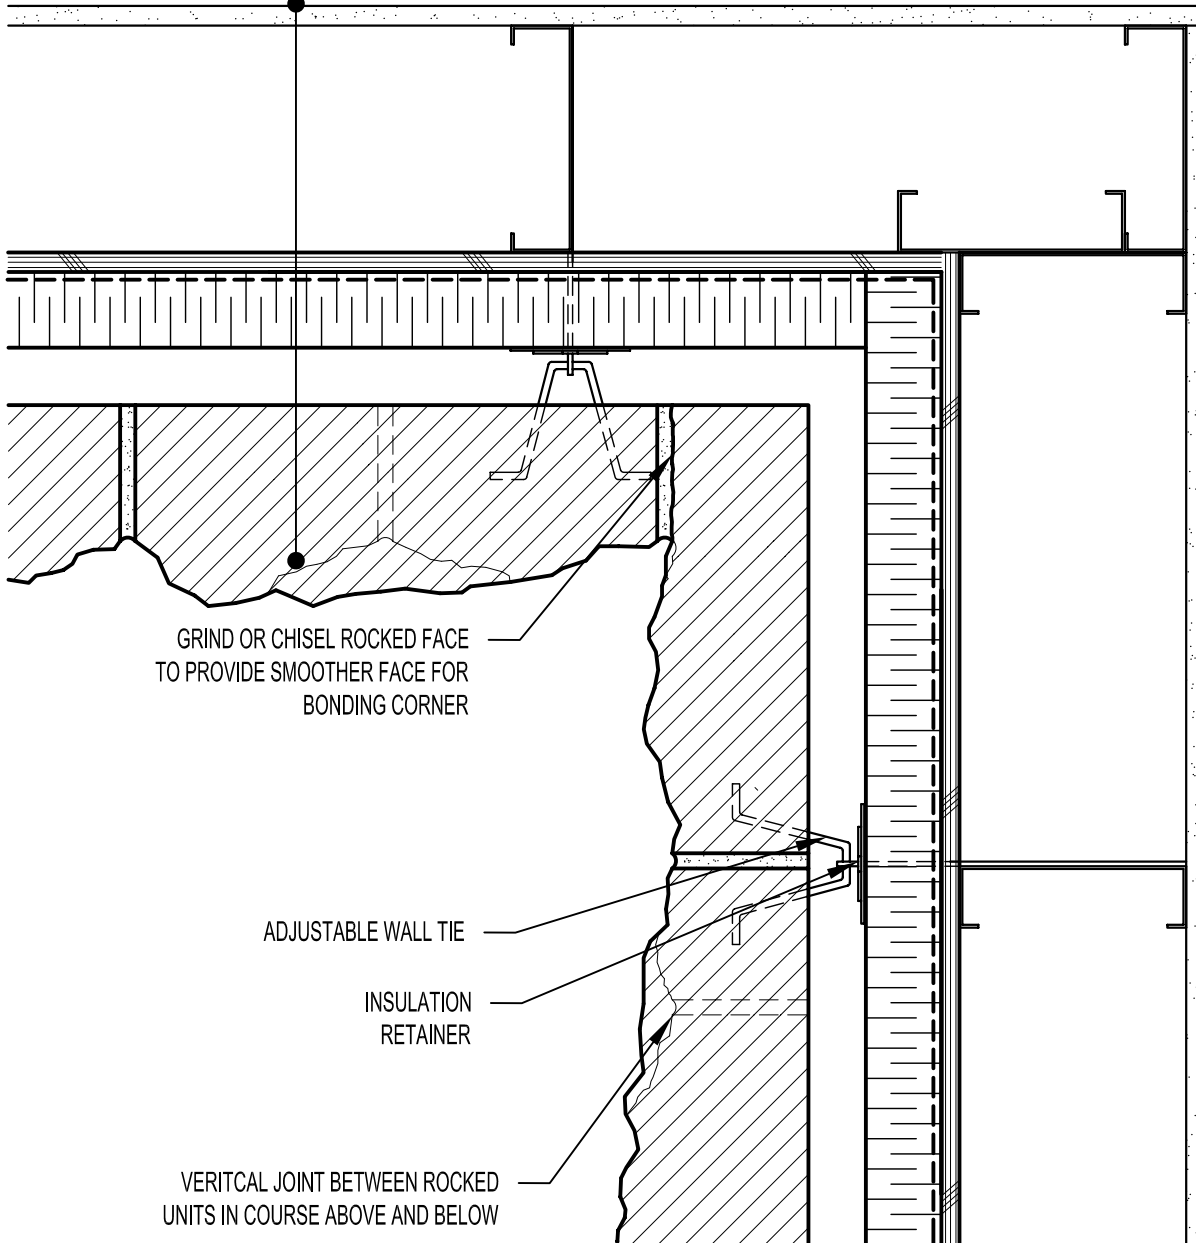 GRIND OR CHISEL ROCKED FACE
TO PROVIDE SMOOTHER FACE FOR
BONDING CORNER
ADJUSTABLE WALL TIE
INSULATION
RETAINER
VERITCAL JOINT BETWEEN ROCKED
UNITS IN COURSE ABOVE AND BELOW